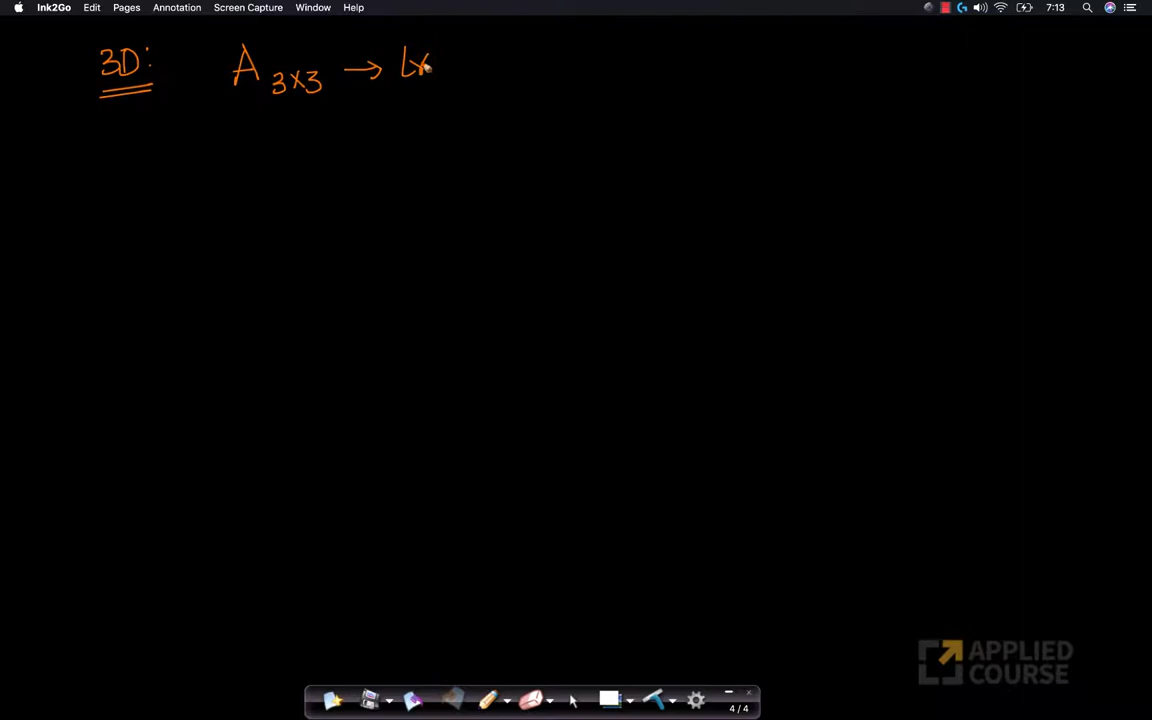 Ink2Go Edit Pages Annotation Screen Capture Window Help 7:13
3D: A 3x3 →
4/4
APPLIED
COURSE